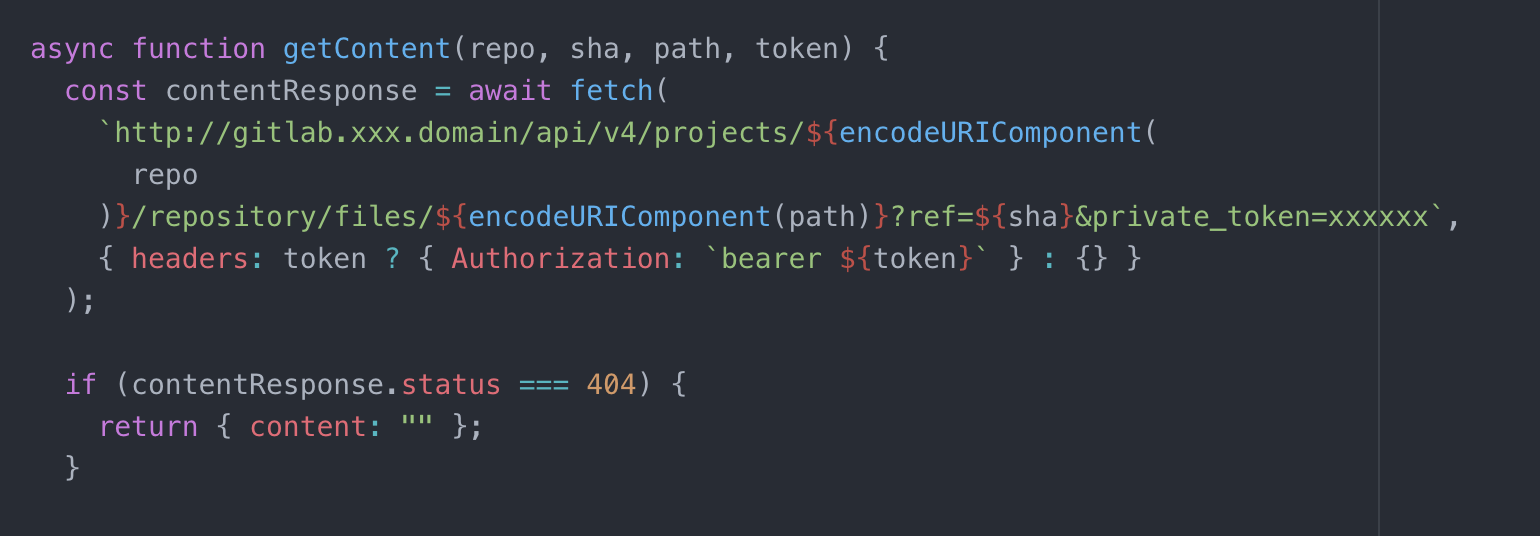 async function getContent(repo, sha, path, token) {
  const contentResponse = await fetch(
    `http://gitlab.xxx.domain/api/v4/projects/${encodeURIComponent(
      repo
    )}/repository/files/${encodeURIComponent(path)}?ref=${sha}&private_token=xxxxxx`,
    { headers: token ? { Authorization: `bearer ${token}` } : {} }
  );

  if (contentResponse.status === 404) {
    return { content: "" };
  }